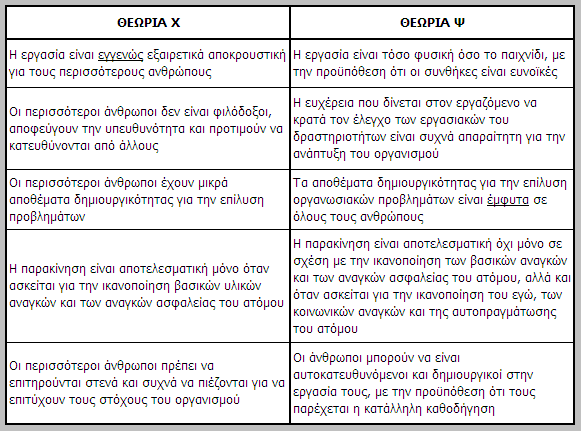 ΘΕΩΡΙΑ Χ
ΘΕΩΡΙΑ Ψ
Η εργασία είναι εγγενώς εξαιρετικά αποκρουστική
για τους περισσότερους ανθρώπους
Η εργασία είναι τόσο φυσική όσο το παιχνίδι, με
την προϋπόθεση ότι οι συνθήκες είναι ευνοϊκές
Οι περισσότεροι άνθρωποι δεν είναι φιλόδοξοι,
αποφεύγουν την υπευθυνότητα και προτιμούν να
κατευθύνονται από άλλους
Η ευχέρεια που δίνεται στον εργαζόμενο να
κρατά τον έλεγχο των εργασιακών του
δραστηριοτήτων είναι συχνά απαραίτητη για την
ανάπτυξη του οργανισμού
Οι περισσότεροι άνθρωποι έχουν μικρά
αποθέματα δημιουργικότητας για την επίλυση
προβλημάτων
Τα αποθέματα δημιουργικότητας για την επίλυση
οργανωσιακών προβλημάτων είναι έμφυτα σε
όλους τους ανθρώπους
Η παρακίνηση είναι αποτελεσματική μόνο όταν
ασκείται για την ικανοποίηση βασικών υλικών
αναγκών και των αναγκών ασφαλείας του ατόμου
Η παρακίνηση είναι αποτελεσματική όχι μόνο σε
σχέση με την ικανοποίηση των βασικών αναγκών
και των αναγκών ασφαλείας του ατόμου, αλλά και
όταν ασκείται για την ικανοποίηση του εγώ, των
κοινωνικών αναγκών και της αυτοπραγμάτωσης
του ατόμου
Οι περισσότεροι άνθρωποι πρέπει να
επιτηρούνται στενά και συχνά να πιέζονται για να
επιτύχουν τους στόχους του οργανισμού
Οι άνθρωποι μπορούν να είναι
αυτοκατευθυνόμενοι και δημιουργικοί στην
εργασία τους, με την προϋπόθεση ότι τους
παρέχεται η κατάλληλη καθοδήγηση